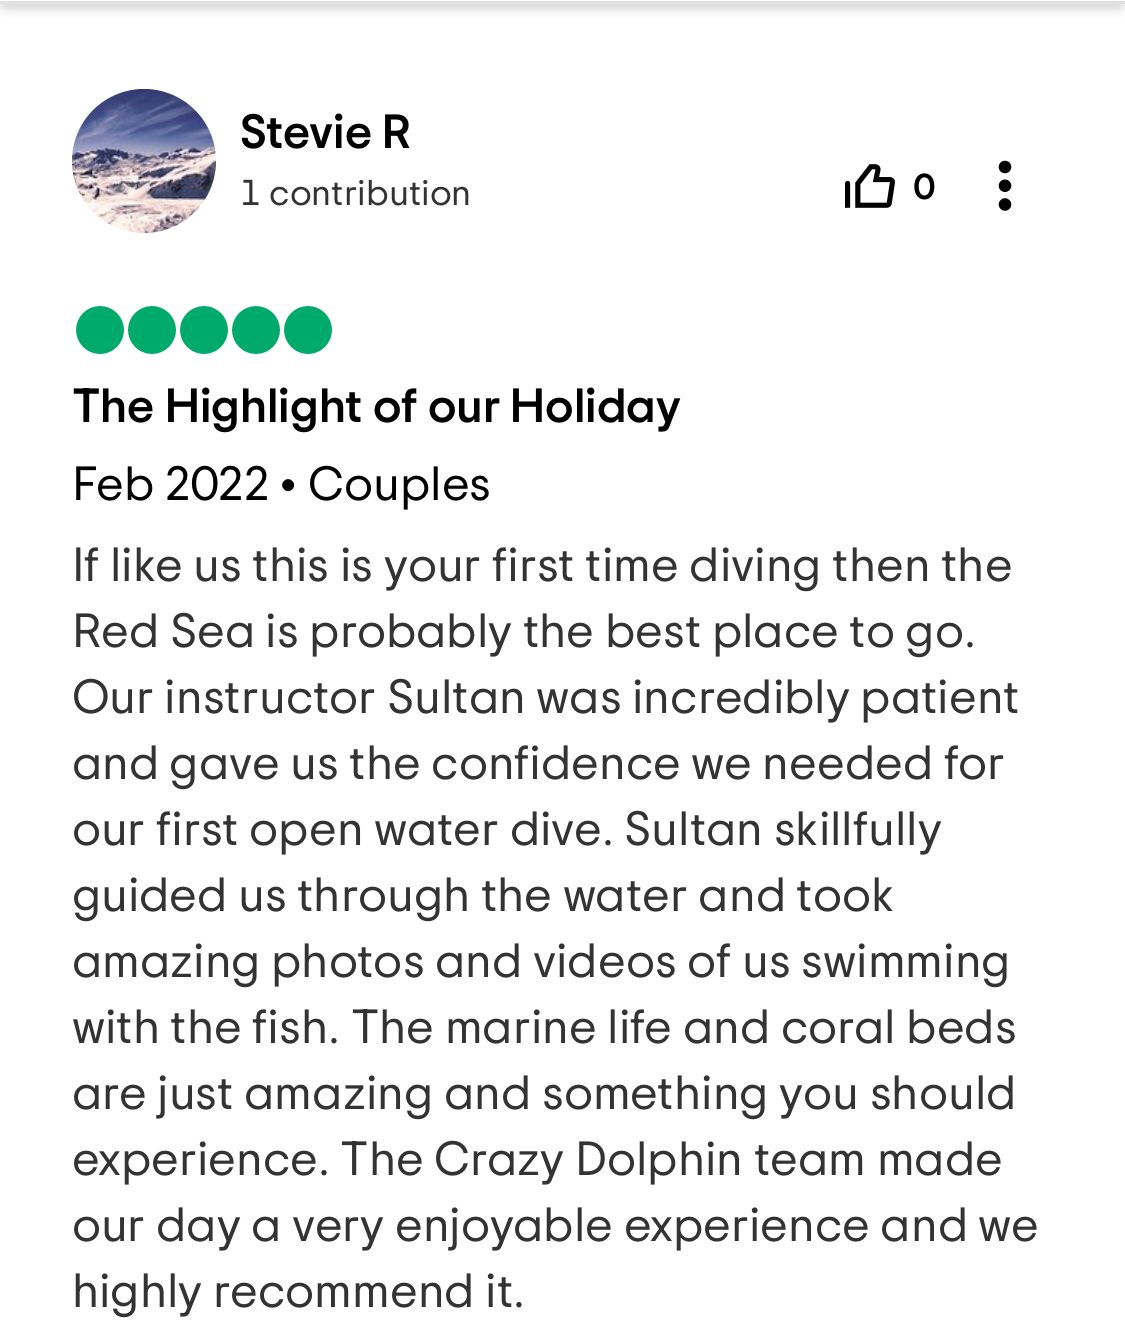 Stevie R
1 contribution
0
The Highlight of our Holiday
Feb 2022 • Couples
If like us this is your first time diving then the
Red Sea is probably the best place to go.
Our instructor Sultan was incredibly patient
and gave us the confidence we needed for
our first open water dive. Sultan skillfully
guided us through the water and took
amazing photos and videos of us swimming
with the fish. The marine life and coral beds
are just amazing and something you should
experience. The Crazy Dolphin team made
our day a very enjoyable experience and we
highly recommend it.